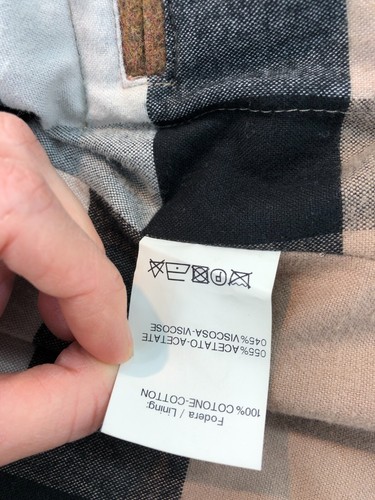 Fodera / Lining:
100% COTONE-COTTON
055%ACETATO-ACETATE
045%VISCOSA-VISCOSE
P